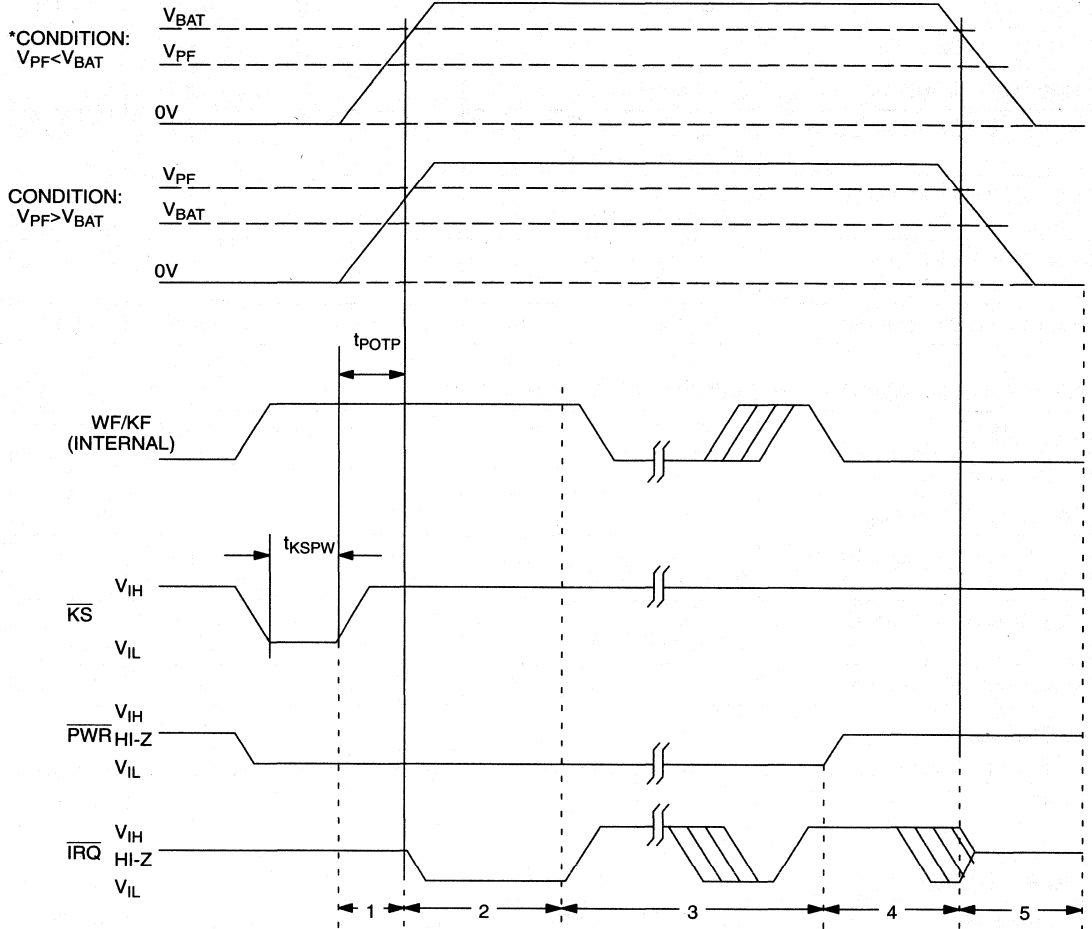 *CONDITION:
VPF<VBAT
VBAT
VPF
0V
CONDITION:
VPF>VBAT
VPF
VBAT
0V
tPOTP
WF/KF
(INTERNAL)
tKSPW
KS
VIH
VIL
PWR
VIH
HI-Z
VIL
IRQ
VIH
HI-Z
VIL
1
2
3
4
5